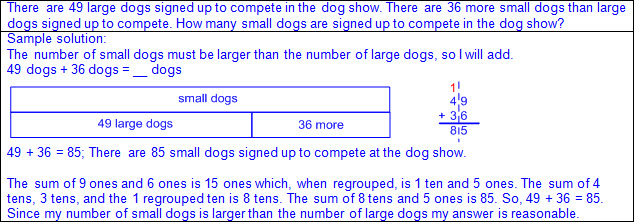 There are 49 large dogs signed up to compete in the dog show. There are 36 more small dogs than large
dogs signed up to compete. How many small dogs are signed up to compete in the dog show?
Sample solution:
The number of small dogs must be larger than the number of large dogs, so I will add.
49 dogs + 36 dogs = __ dogs
small dogs
49 large dogs 36 more
1
49
+ 36
85
49 + 36 = 85; There are 85 small dogs signed up to compete at the dog show.
The sum of 9 ones and 6 ones is 15 ones which, when regrouped, is 1 ten and 5 ones. The sum of 4
tens, 3 tens, and the 1 regrouped ten is 8 tens. The sum of 8 tens and 5 ones is 85. So, 49 + 36 = 85.
Since my number of small dogs is larger than the number of large dogs my answer is reasonable.